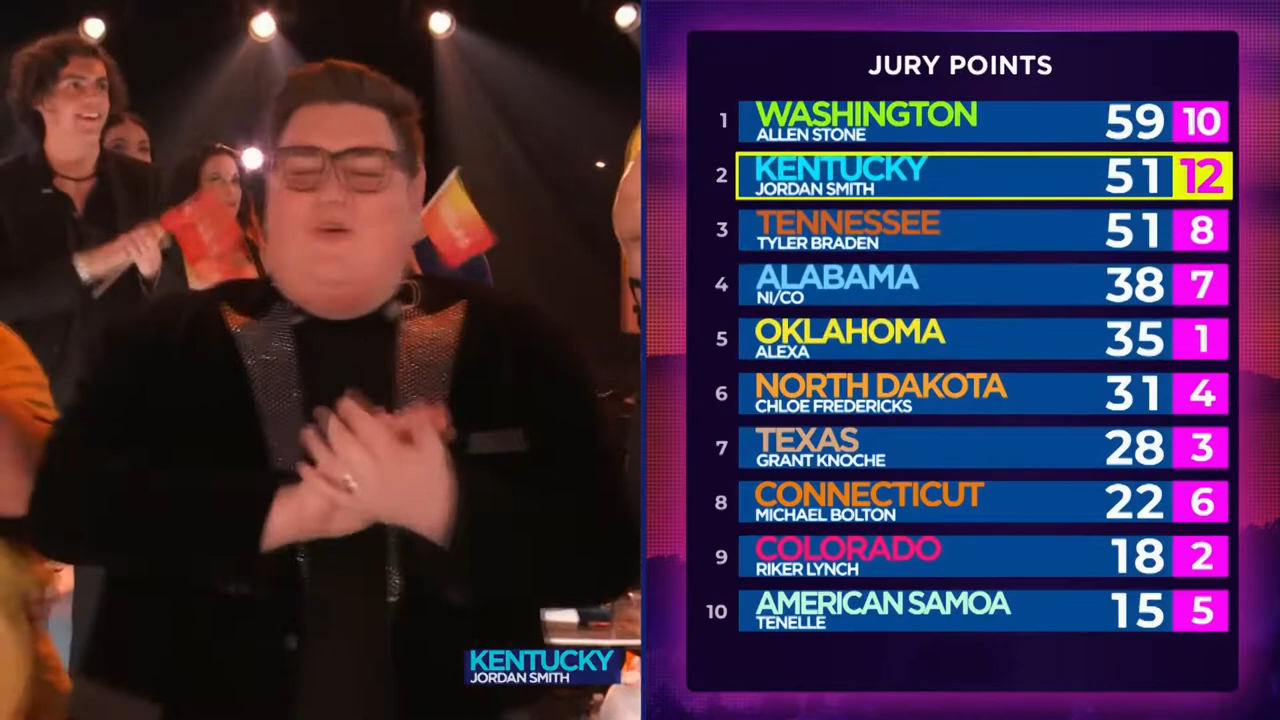 JURY POINTS
1 WASHINGTON 59 10
ALLEN STONE
2 KENTUCKY 51 12
JORDAN SMITH
3 TENNESSEE 51 8
TYLER BRADEN
4 ALABAMA 38 7
NI/CO
5 OKLAHOMA 35 1
ALEXA
6 NORTH DAKOTA 31 4
CHLOE FREDERICKS
7 TEXAS 28 3
GRANT KNOCHE
8 CONNECTICUT 22 6
MICHAEL BOLTON
9 COLORADO 18 2
RIKER LYNCH
10 AMERICAN SAMOA 15 5
TENELLE
KENTUCKY
JORDAN SMITH